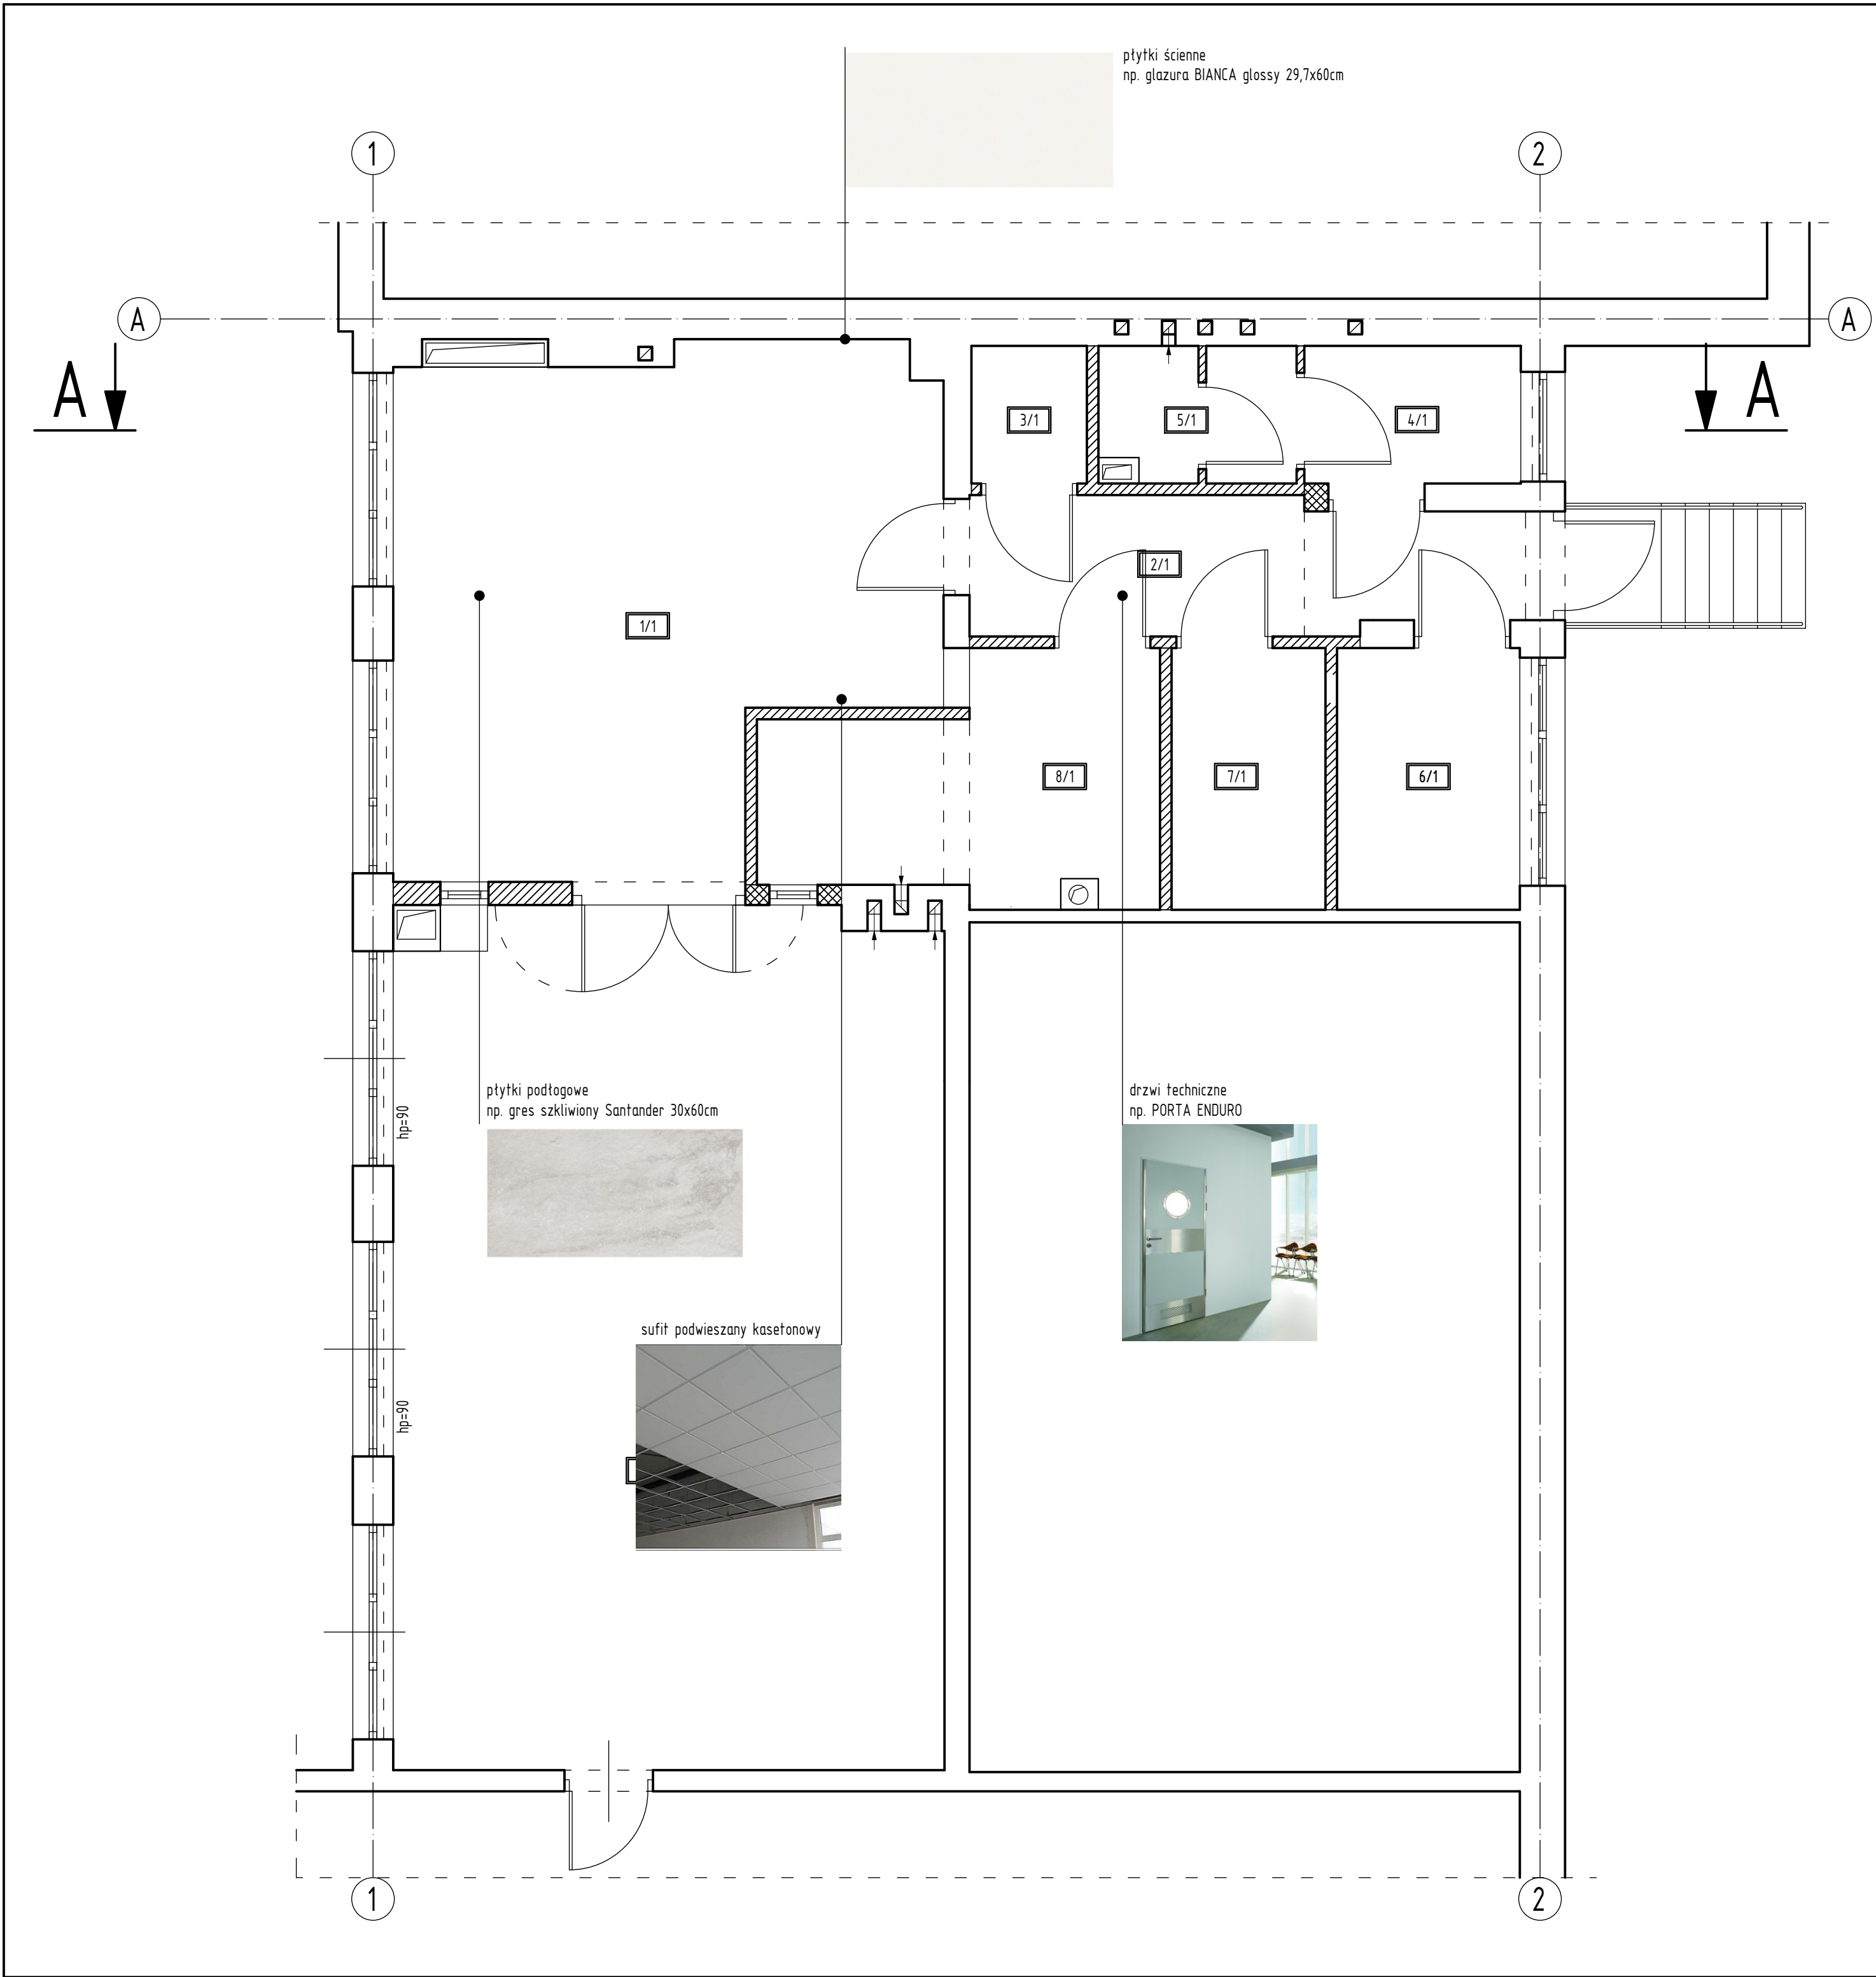 płytki ścienne
np. glazura BIANCA glossy 29,7x60cm
1
2
A
A
A
A
3/1
5/1
4/1
2/1
1/1
8/1
7/1
6/1
płytki podłogowe
np. gres szkliwiony Santander 30x60cm
drzwi techniczne
np. PORTA ENDURO
hp=90
sufit podwieszany kasetonowy
hp=90
1
2